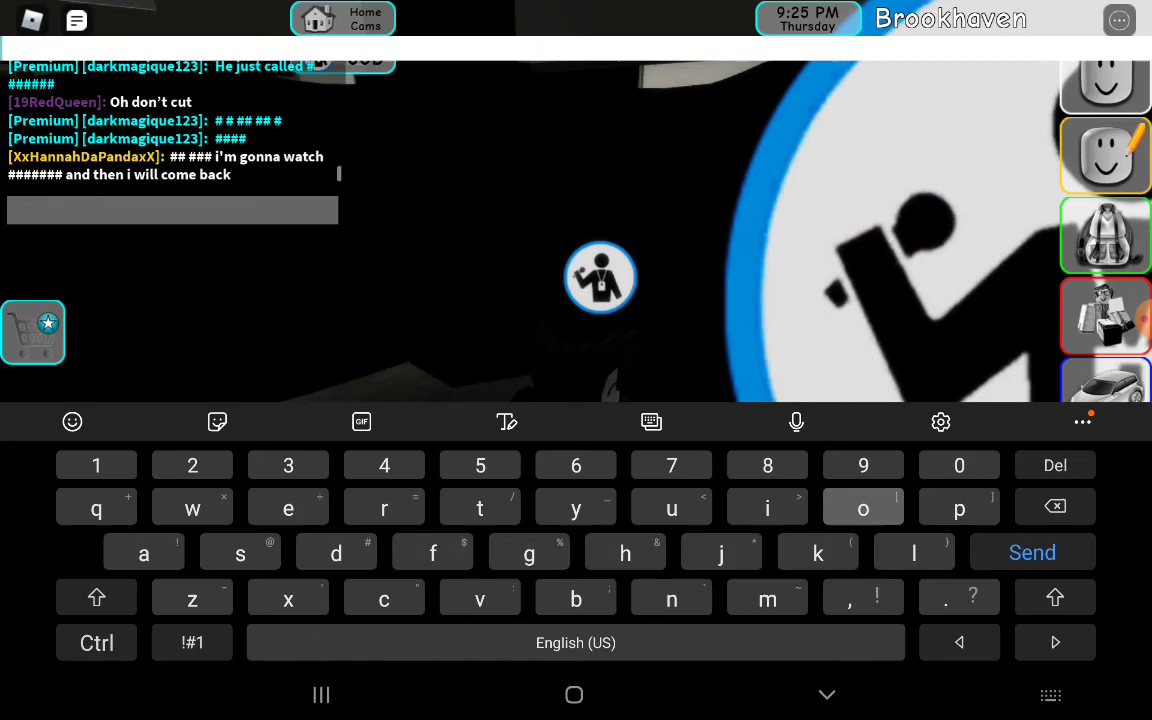 Home
Cams
9:25 PM
Thursday
Brookhaven
[Premium] [darkmagique123]: He just called #
######
[19RedQueen]: Oh don't cut
[Premium] [darkmagique123]: # # ## ## #
[Premium] [darkmagique123]: ####
[XxHannahDaPandaxX]: ## ### i'm gonna watch
####### and then i will come back
GIF
1 2 3 4 5 6 7 8 9 0 Del
q + w × e ÷ r = t / y _ u < i > o [ p ]
a ! s @ d # f $ g % h & j * k ( l ) Send
z - x ' c " v : b ; n , m ~ , ! . ?
Ctrl !#1 English (US)